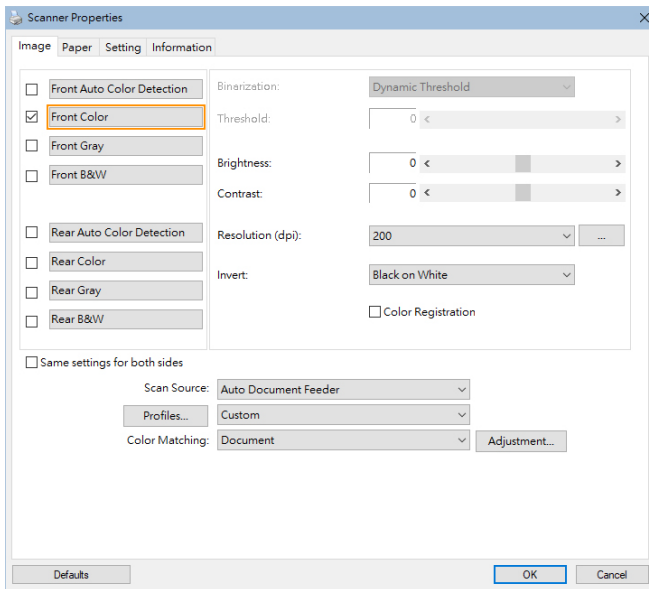 Scanner Properties
Image Paper Setting Information
Front Auto Color Detection
Front Color
Front Gray
Front B&W
Rear Auto Color Detection
Rear Color
Rear Gray
Rear B&W
Binarization: Dynamic Threshold
Threshold: 0
Brightness: 0
Contrast: 0
Resolution (dpi): 200 ...
Invert: Black on White
Color Registration
Same settings for both sides
Scan Source: Auto Document Feeder
Profiles... Custom
Color Matching: Document Adjustment...
Defaults OK Cancel